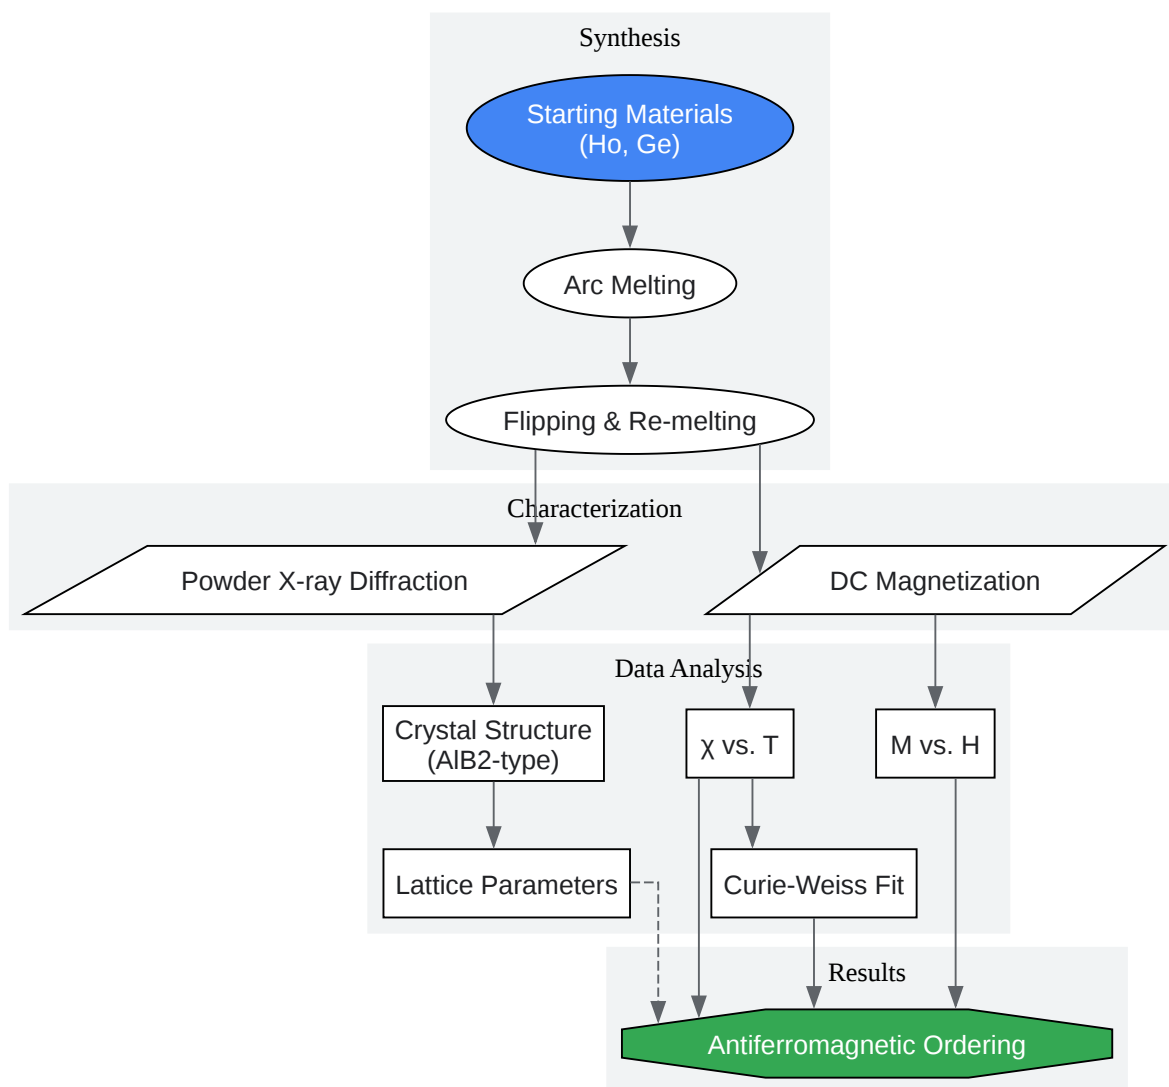 Synthesis
Starting Materials
(Ho, Ge)
Arc Melting
Flipping & Re-melting
Characterization
Powder X-ray Diffraction
DC Magnetization
Data Analysis
Crystal Structure
(AlB2-type)
χ vs. T
M vs. H
Lattice Parameters
Curie-Weiss Fit
Results
Antiferromagnetic Ordering